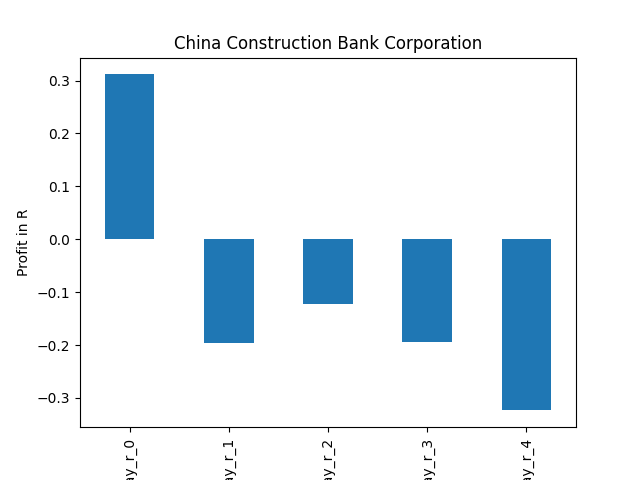 China Construction Bank Corporation
Profit in R
0.3
0.2
0.1
0.0
−0.1
−0.2
−0.3
ay_r_0
ay_r_1
ay_r_2
ay_r_3
ay_r_4